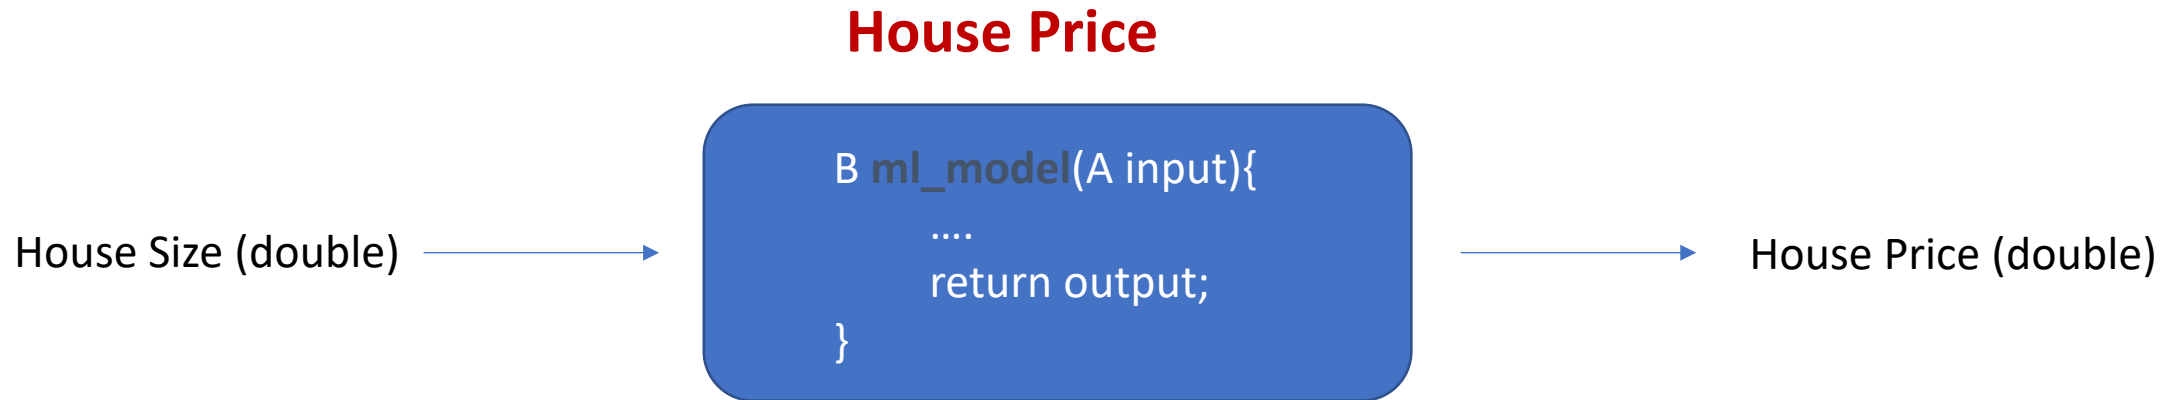 House Price
B ml_model(A input){
....
return output;
}
House Size (double)
House Price (double)